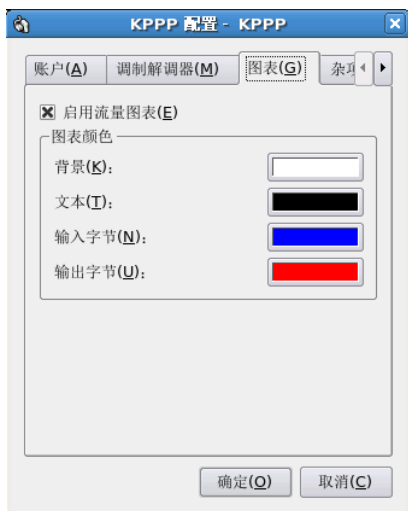 KPPP 配置 - KPPP
账户(A) 调制解调器(M) 图表(G) 杂项
启用流量图表(E)
图表颜色
背景(K):
文本(T):
输入字节(N):
输出字节(U):
确定(O) 取消(C)